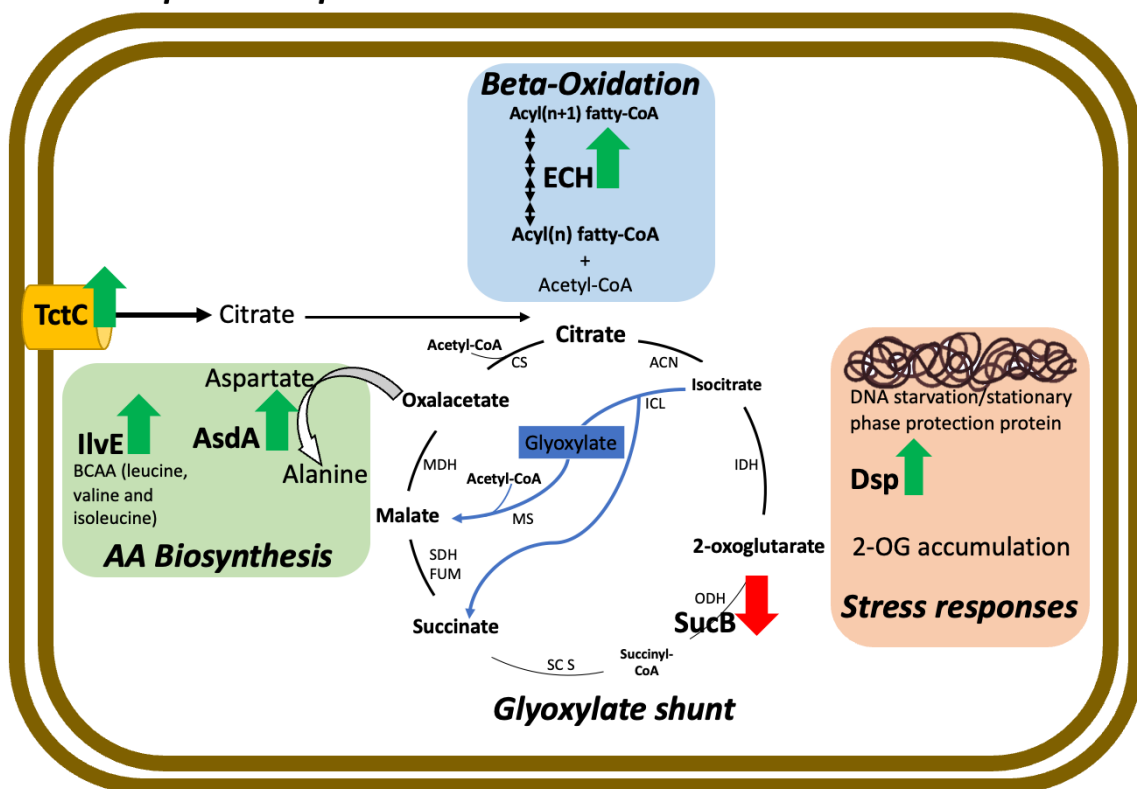 Beta-Oxidation
Acyl(n+1) fatty-CoA
ECH
Acyl(n) fatty-CoA
+
Acetyl-CoA
TctC
Citrate
Citrate
Acetyl-CoA
CS
ACN
Aspartate
Oxalacetate
Isocitrate
ICL
IlvE
AsdA
BCAA (leucine,
valine and
isoleucine)
Alanine
AA Biosynthesis
Glyoxylate
MDH
Acetyl-CoA
IDH
Malate
MS
SDH
FUM
2-oxoglutarate
Succinate
ODH
SucB
SC S
Succinyl-
CoA
Glyoxylate shunt
DNA starvation/stationary
phase protection protein
Dsp
2-OG accumulation
Stress responses